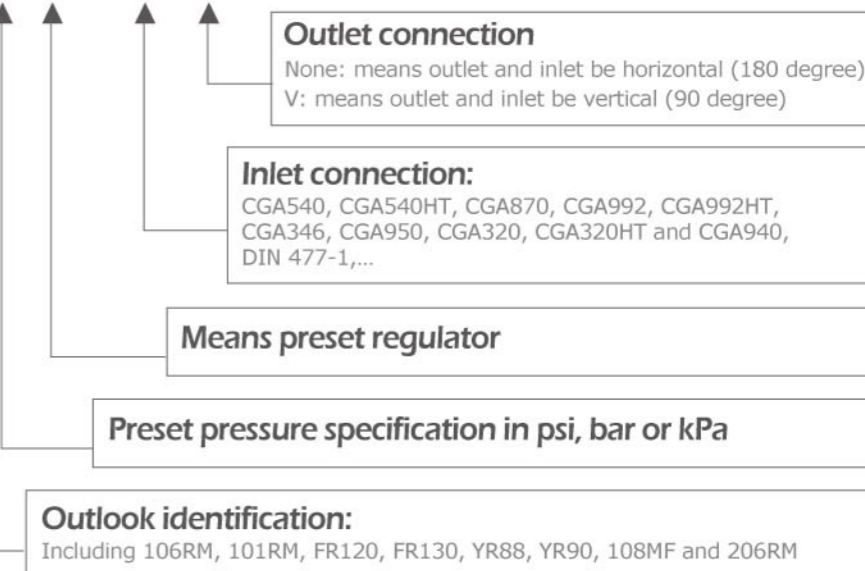 Outlet connection
None: means outlet and inlet be horizontal (180 degree)
V: means outlet and inlet be vertical (90 degree)
Inlet connection:
CGA540, CGA540HT, CGA870, CGA992, CGA992HT,
CGA346, CGA950, CGA320, CGA320HT and CGA940,
DIN 477-1,...
Means preset regulator
Preset pressure specification in psi, bar or kPa
Outlook identification:
Including 106RM, 101RM, FR120, FR130, YR88, YR90, 108MF and 206RM